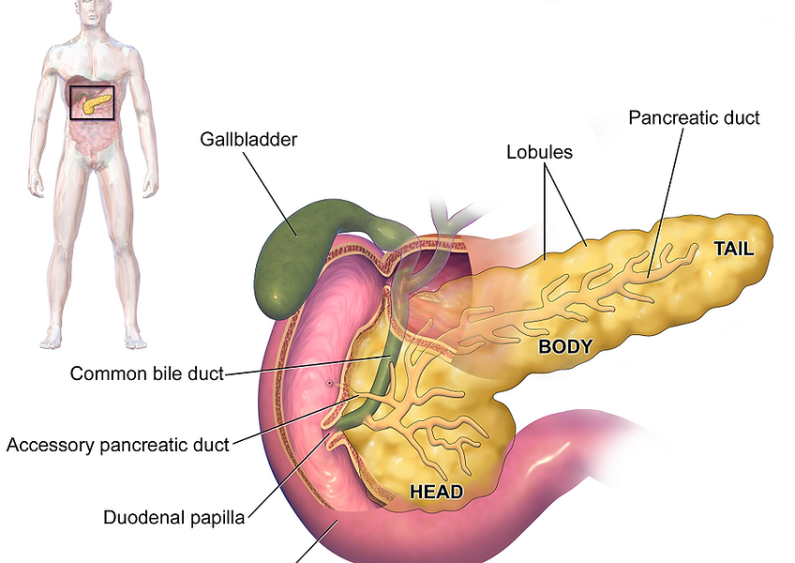 Pancreatic duct
Gallbladder
Lobules
TAIL
BODY
Common bile duct
Accessory pancreatic duct
HEAD
Duodenal papilla